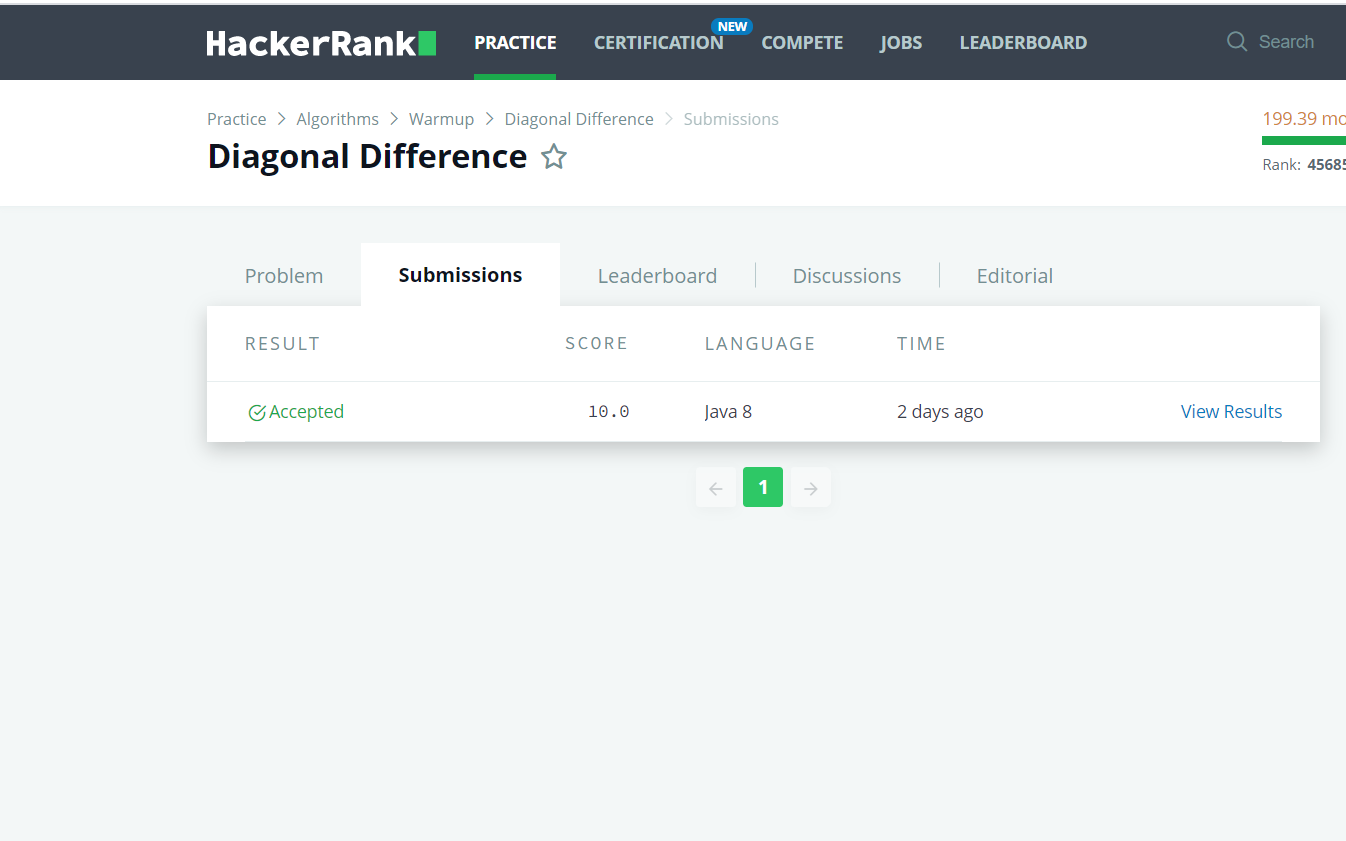 HackerRank PRACTICE CERTIFICATION NEW COMPETE JOBS LEADERBOARD Search
Practice > Algorithms > Warmup > Diagonal Difference > Submissions
Diagonal Difference
199.39 mo
Rank: 45685
Problem Submissions Leaderboard Discussions Editorial
RESULT SCORE LANGUAGE TIME
Accepted 10.0 Java 8 2 days ago View Results
1